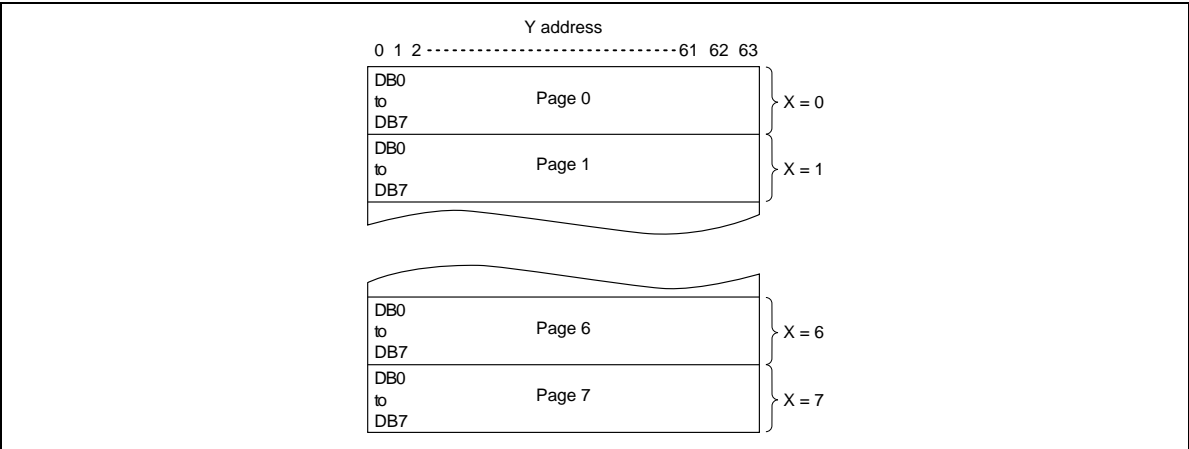 Y address
0 1 2 61 62 63
DB0
to
DB7
Page 0
X = 0
DB0
to
DB7
Page 1
X = 1
DB0
to
DB7
Page 6
X = 6
DB0
to
DB7
Page 7
X = 7